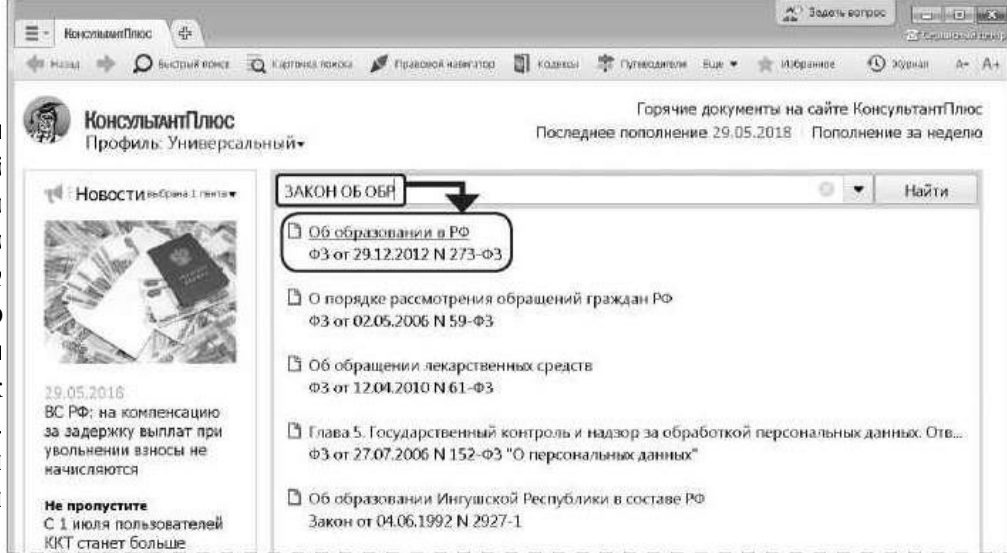 Задать вопрос
КонсультантПлюс
Назад Быстрый поиск Карточка поиска Правовой навигатор Кодексы Путеводители Еще Избранное Журнал А- А+
КонсультантПлюс
Профиль: Универсальный
Горячие документы на сайте КонсультантПлюс
Последнее пополнение 29.05.2018 Пополнение за неделю
Новости выбрана 1 лента
29.05.2018
ВС РФ: на компенсацию
за задержку выплат при
увольнении взносы не
начисляются
Не пропустите
С 1 июля пользователей
ККТ станет больше
ЗАКОН ОБ ОБР
Найти
Об образовании в РФ
ФЗ от 29.12.2012 N 273-ФЗ
О порядке рассмотрения обращений граждан РФ
ФЗ от 02.05.2006 N 59-ФЗ
Об обращении лекарственных средств
ФЗ от 12.04.2010 N 61-ФЗ
Глава 5. Государственный контроль и надзор за обработкой персональных данных. Отв...
ФЗ от 27.07.2006 N 152-ФЗ "О персональных данных"
Об образовании Ингушской Республики в составе РФ
Закон от 04.06.1992 N 2927-1